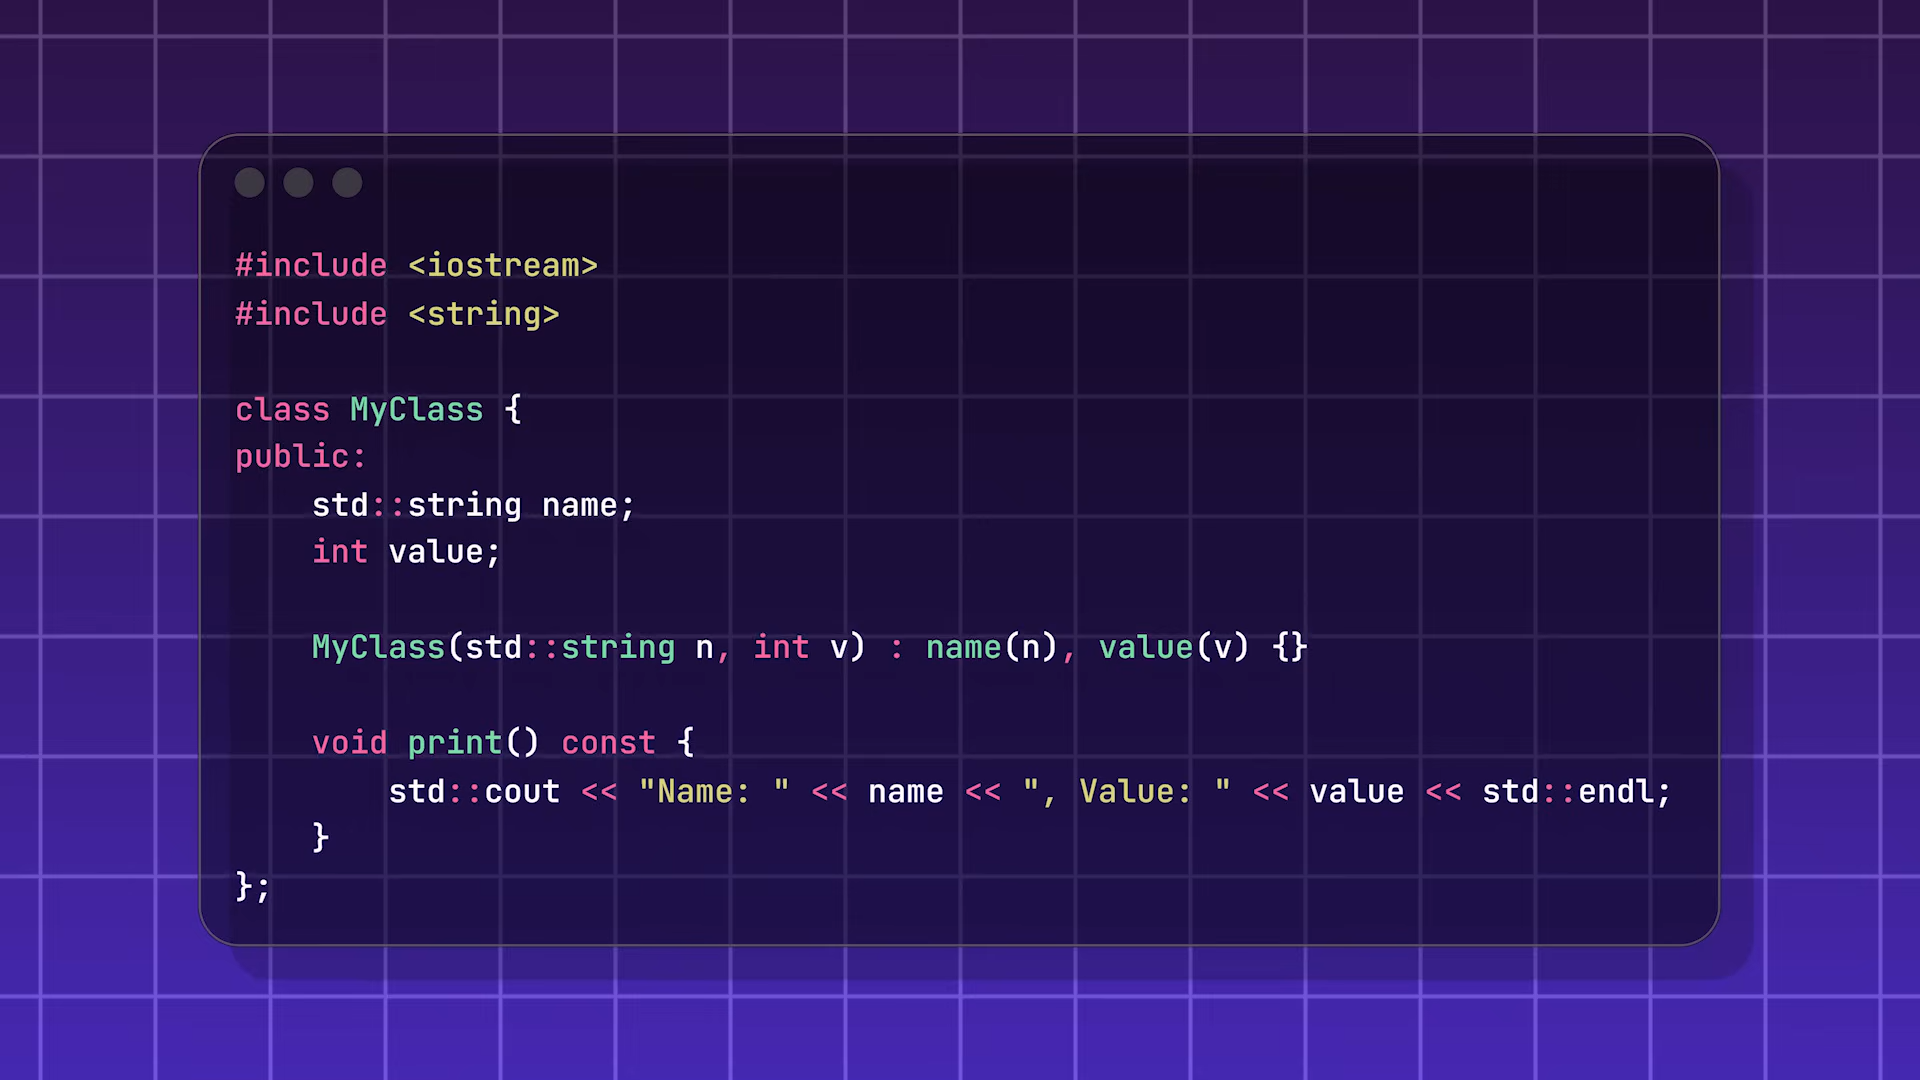 #include <iostream>
#include <string>
class MyClass {
public:
    std::string name;
    int value;
    MyClass(std::string n, int v) : name(n), value(v) {}
    void print() const {
        std::cout << "Name: " << name << ", Value: " << value << std::endl;
    }
};